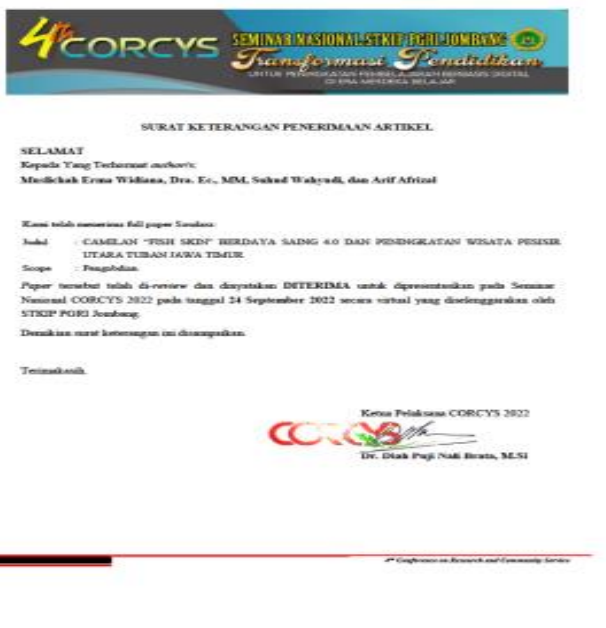 4th CORCYS
SEMINAR NASIONAL STKIP PGRI JOMBANG
Transformasi Pendidikan
UNTUK PENINGKATAN PEMBELAJARAN BERBASIS DIGITAL
DI ERA MERDEKA BELAJAR
SURAT KETERANGAN PENERIMAAN ARTIKEL
SELAMAT
Kepada Yang Terhormat author/s:
Muslichah Erma Widiana, Dra. Ec., MM, Suhud Wahyudi, dan Arif Afrizal
Kami telah menerima full paper Saudara:
Judul : CAMILAN "FISH SKIN" BERDAYA SAING 4.0 DAN PENINGKATAN WISATA PESISIR
UTARA TUBAN JAWA TIMUR
Scope : Pengabdian
Paper tersebut telah di-review dan dinyatakan DITERIMA untuk dipresentasikan pada Seminar
Nasional CORCYS 2022 pada tanggal 24 September 2022 secara virtual yang diselenggarakan oleh
STKIP PGRI Jombang.
Demikian surat keterangan ini disampaikan.
Terimakasih.
Ketua Pelaksana CORCYS 2022
CORCYS
Dr. Diah Puji Nali Brata, M.Si
4th Conference on Research and Community Service